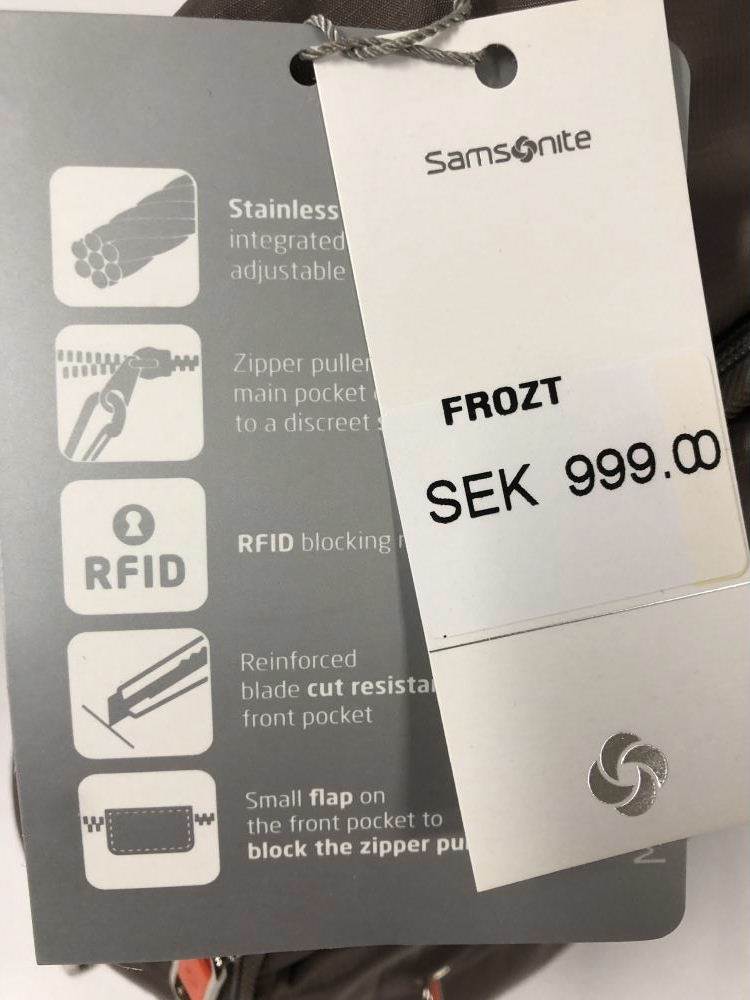 Samsonite
FROZT
SEK 999.00
Stainless
integrated
adjustable
Zipper puller
main pocket
to a discreet
RFID
RFID blocking
Reinforced
blade cut resista
front pocket
Small flap on
the front pocket to
block the zipper pu